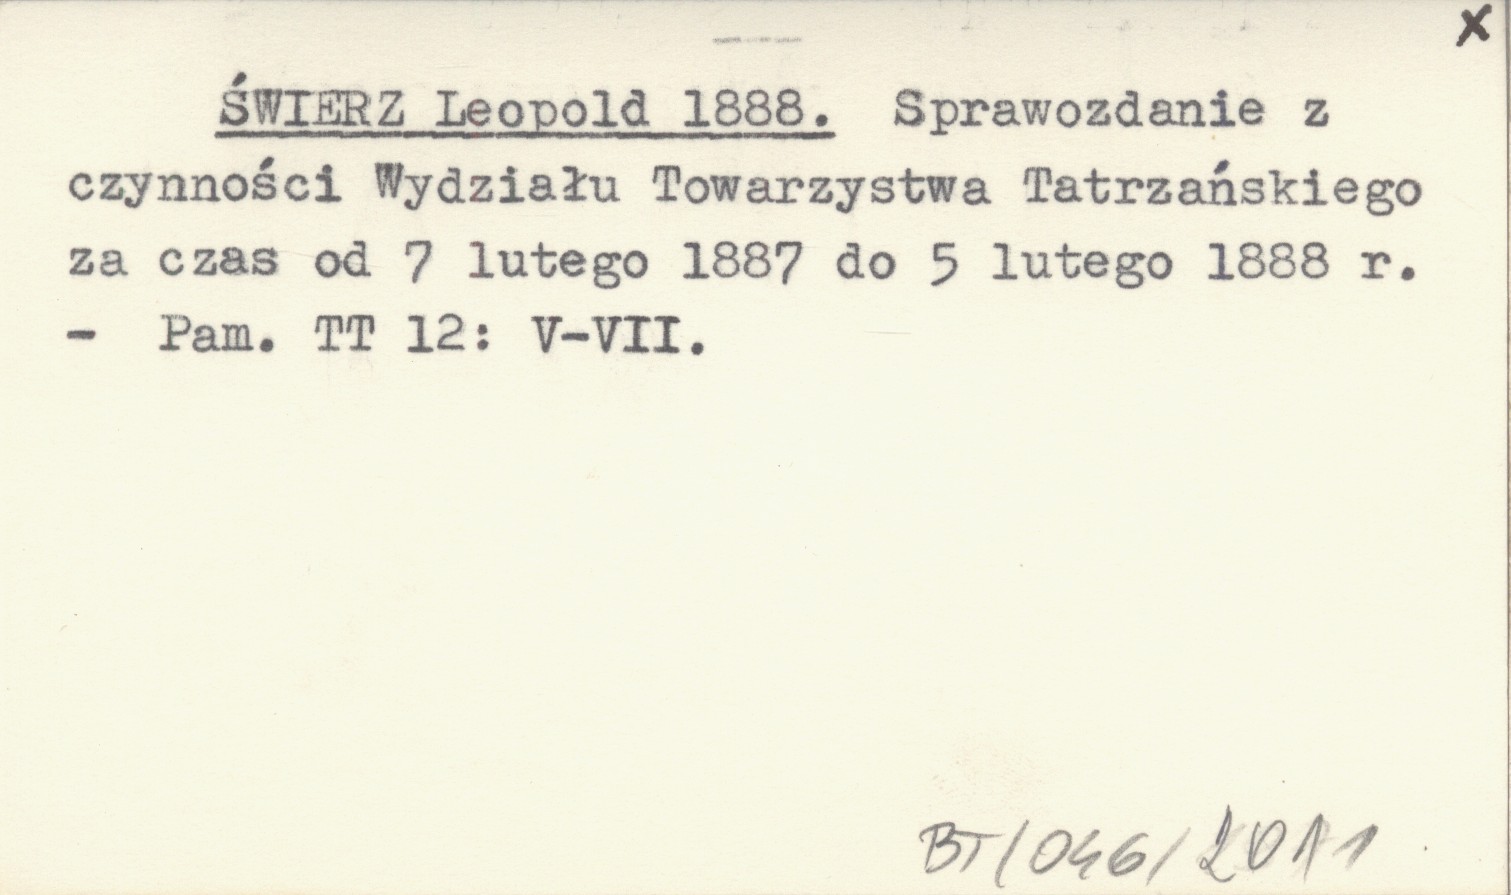 x
ŚWIERZ Leopold 1888. Sprawozdanie z
czynności Wydziału Towarzystwa Tatrzańskiego
za czas od 7 lutego 1887 do 5 lutego 1888 r.
- Pam. TT 12: V-VII.
BT/046/2011